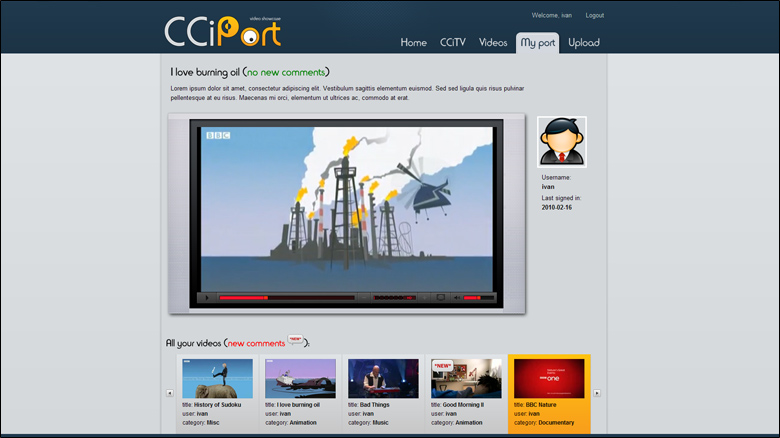 video showcase
CCiPort
Welcome, ivan Logout
Home CCiTV Videos My port Upload
I love burning oil (no new comments)
Lorem ipsum dolor sit amet, consectetur adipiscing elit. Vestibulum sagittis elementum euismod. Sed sed ligula quis risus pulvinar
pellentesque at eu risus. Maecenas mi orci, elementum ut ultrices ac, commodo at erat.
BBC
Username:
ivan
Last signed in:
2010-02-16
All your videos (new comments *NEW*):
*NEW*
one
title: History of Sudoku
user: ivan
category: Misc
title: I love burning oil
user: ivan
category: Animation
title: Bad Things
user: ivan
category: Music
title: Good Morning II
user: ivan
category: Animation
title: BBC Nature
user: ivan
category: Documentary